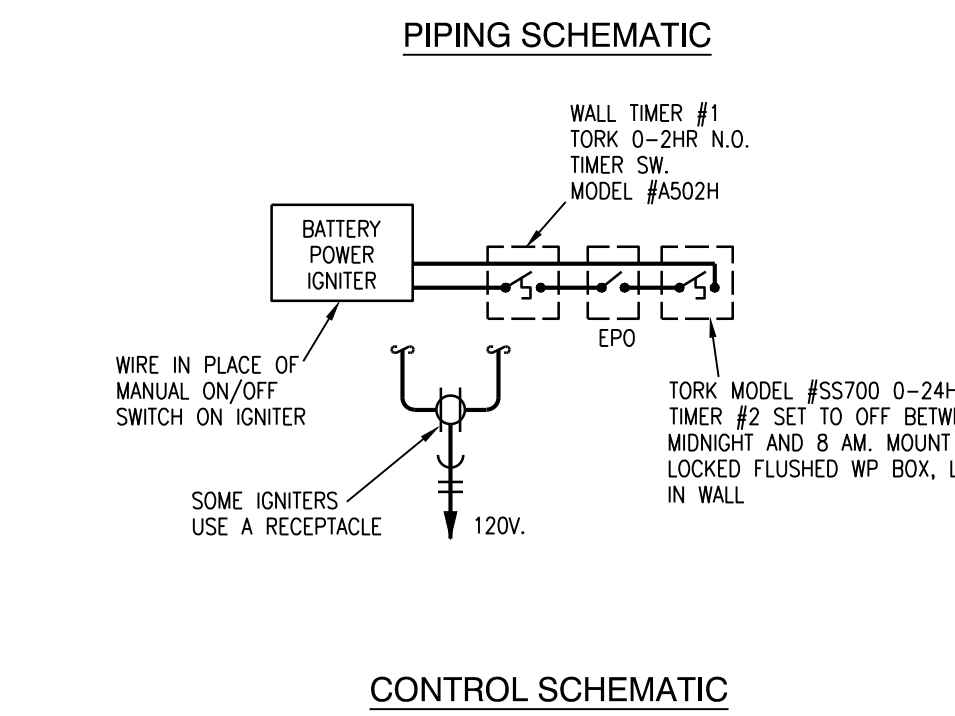 PIPING SCHEMATIC
WALL TIMER #1
TORK 0-2HR N.O.
TIMER SW.
MODEL #A502H
BATTERY
POWER
IGNITER
EPO
WIRE IN PLACE OF
MANUAL ON/OFF
SWITCH ON IGNITER
TORK MODEL #SS700 0-24H
TIMER #2 SET TO OFF
MIDNIGHT AND 8 AM. MOUNT
LOCKED FLUSHED WP BOX,
IN WALL
SOME IGNITERS
USE A RECEPTACLE
120V.
CONTROL SCHEMATIC